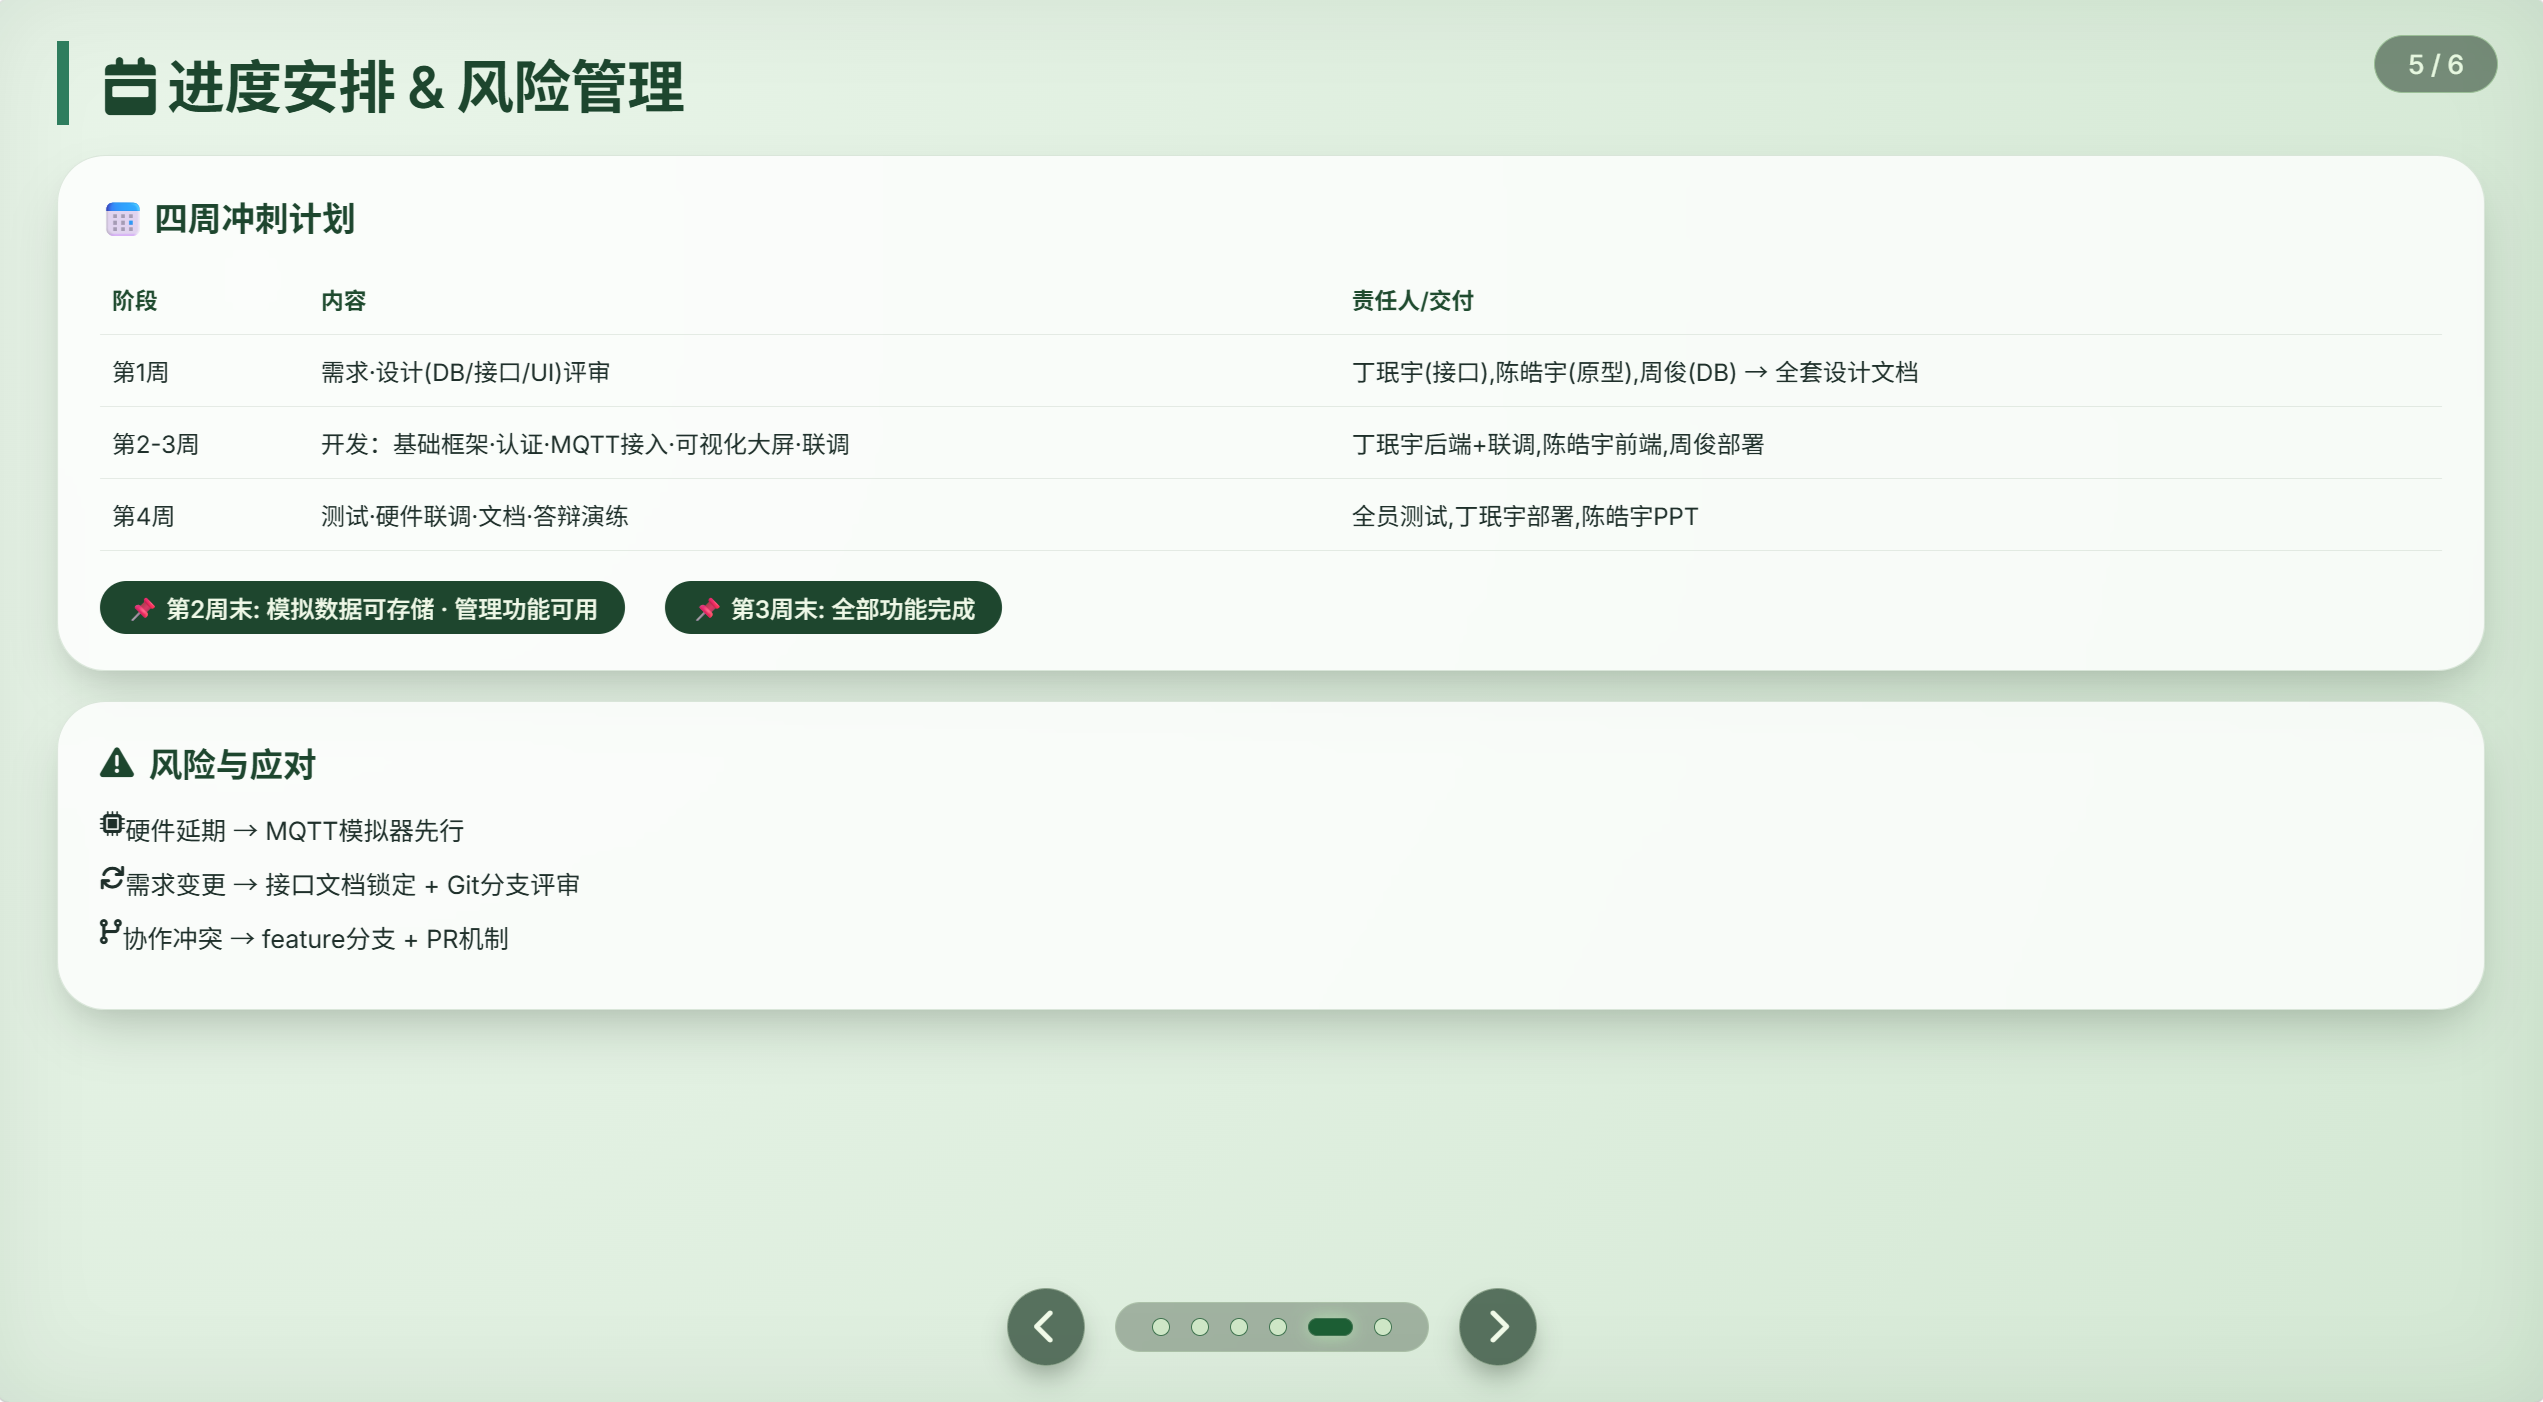 进度安排 & 风险管理
5 / 6
四周冲刺计划
阶段 内容 责任人/交付
第1周 需求·设计(DB/接口/UI)评审 丁珉宇(接口),陈皓宇(原型),周俊(DB) → 全套设计文档
第2-3周 开发：基础框架·认证·MQTT接入·可视化大屏·联调 丁珉宇后端+联调,陈皓宇前端,周俊部署
第4周 测试·硬件联调·文档·答辩演练 全员测试,丁珉宇部署,陈皓宇PPT
第2周末: 模拟数据可存储 · 管理功能可用 第3周末: 全部功能完成
风险与应对
硬件延期 → MQTT模拟器先行
需求变更 → 接口文档锁定 + Git分支评审
协作冲突 → feature分支 + PR机制